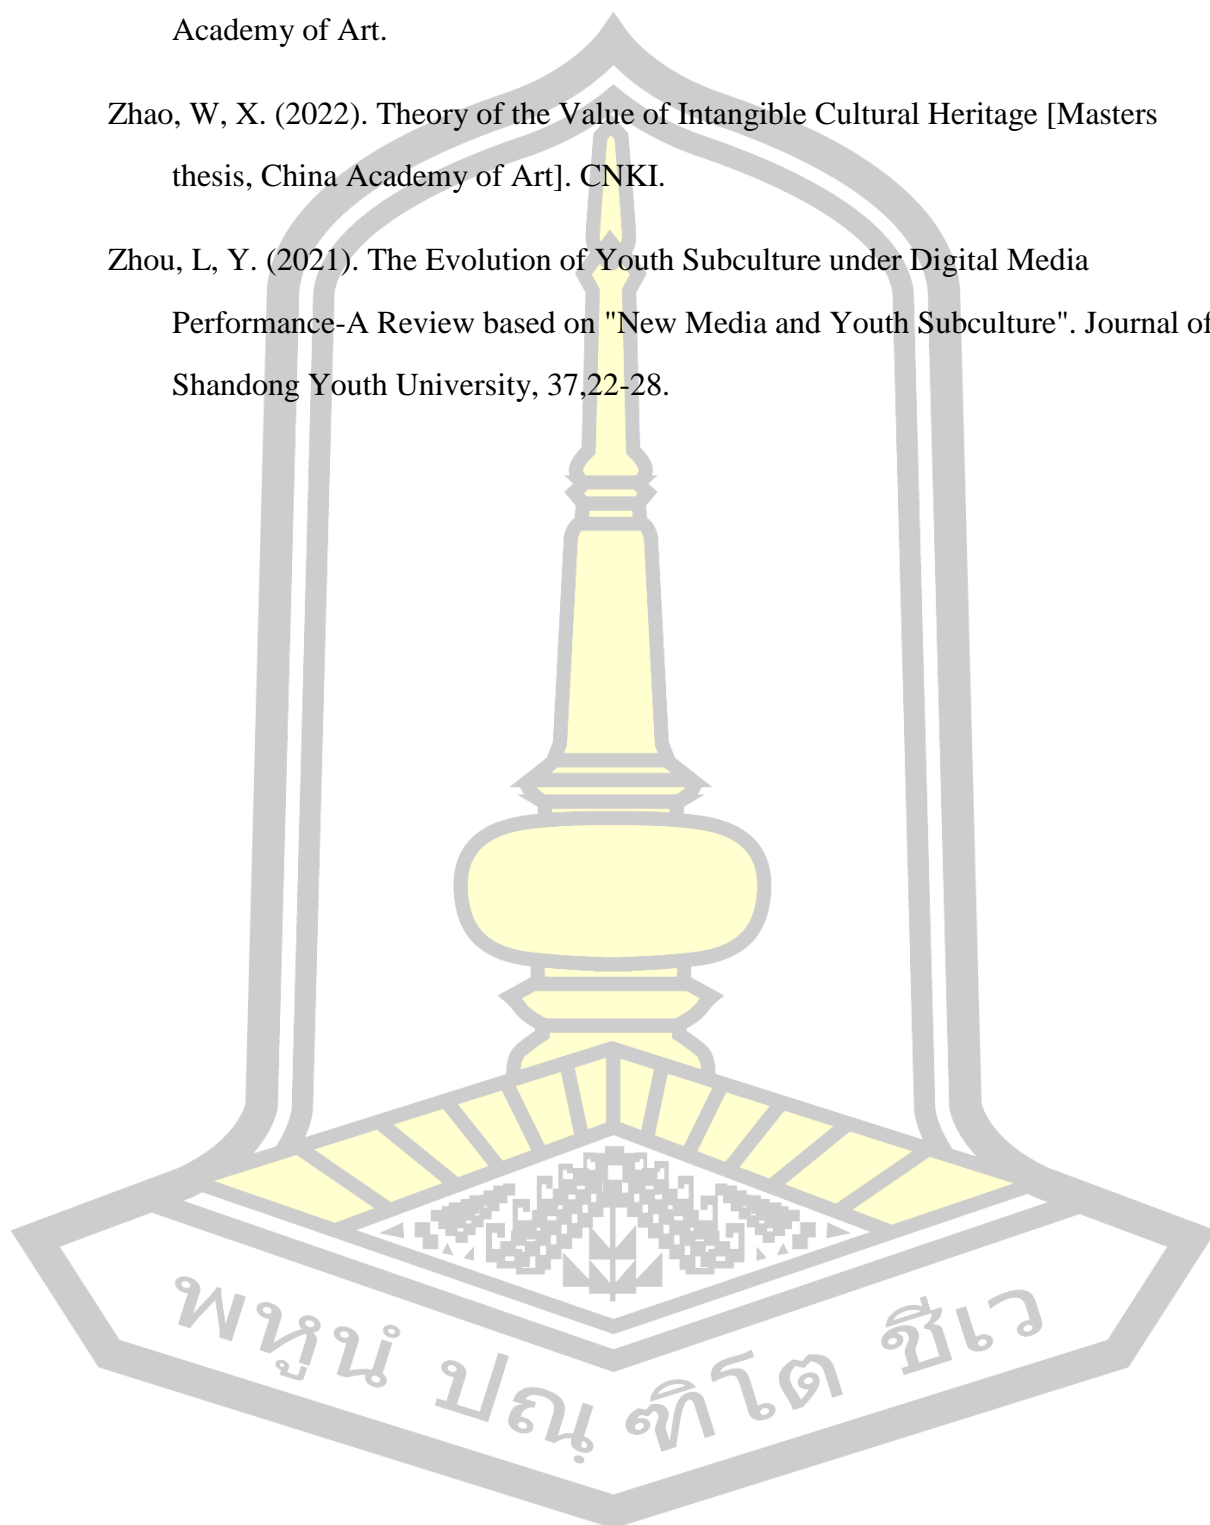 Academy of Art.
Zhao, W, X. (2022). Theory of the Value of Intangible Cultural Heritage [Masters
thesis, China Academy of Art]. CNKI.
Zhou, L, Y. (2021). The Evolution of Youth Subculture under Digital Media
Performance-A Review based on "New Media and Youth Subculture". Journal of
Shandong Youth University, 37,22-28.
พหูนํ ปณฺฑิโต ชีเว